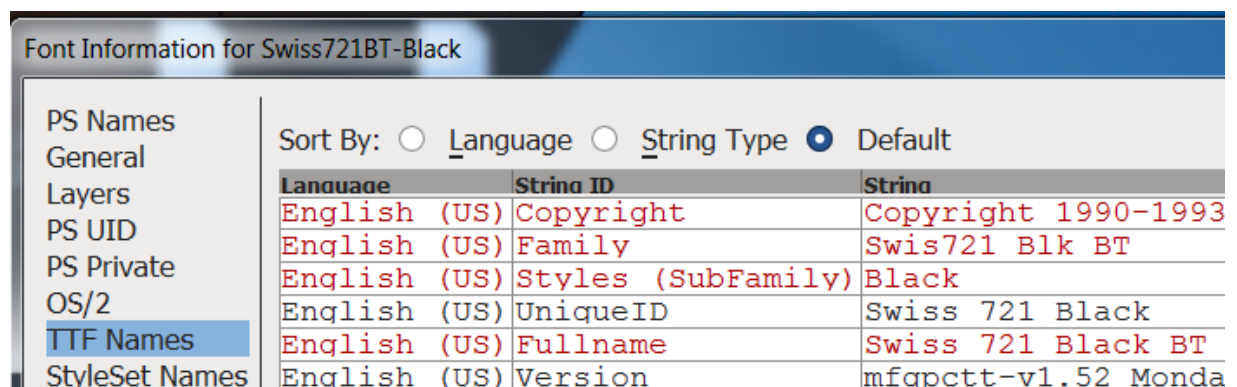 Font Information for Swiss721BT-Black
PS Names
General
Layers
PS UID
PS Private
OS/2
TTF Names
StyleSet Names
Sort By: Language String Type Default
Language String ID String
English (US) Copyright Copyright 1990-1993
English (US) Family Swis721 Blk BT
English (US) Styles (SubFamily) Black
English (US) UniqueID Swiss 721 Black
English (US) Fullname Swiss 721 Black BT
English (US) Version mfgpctt-v1.52 Monda